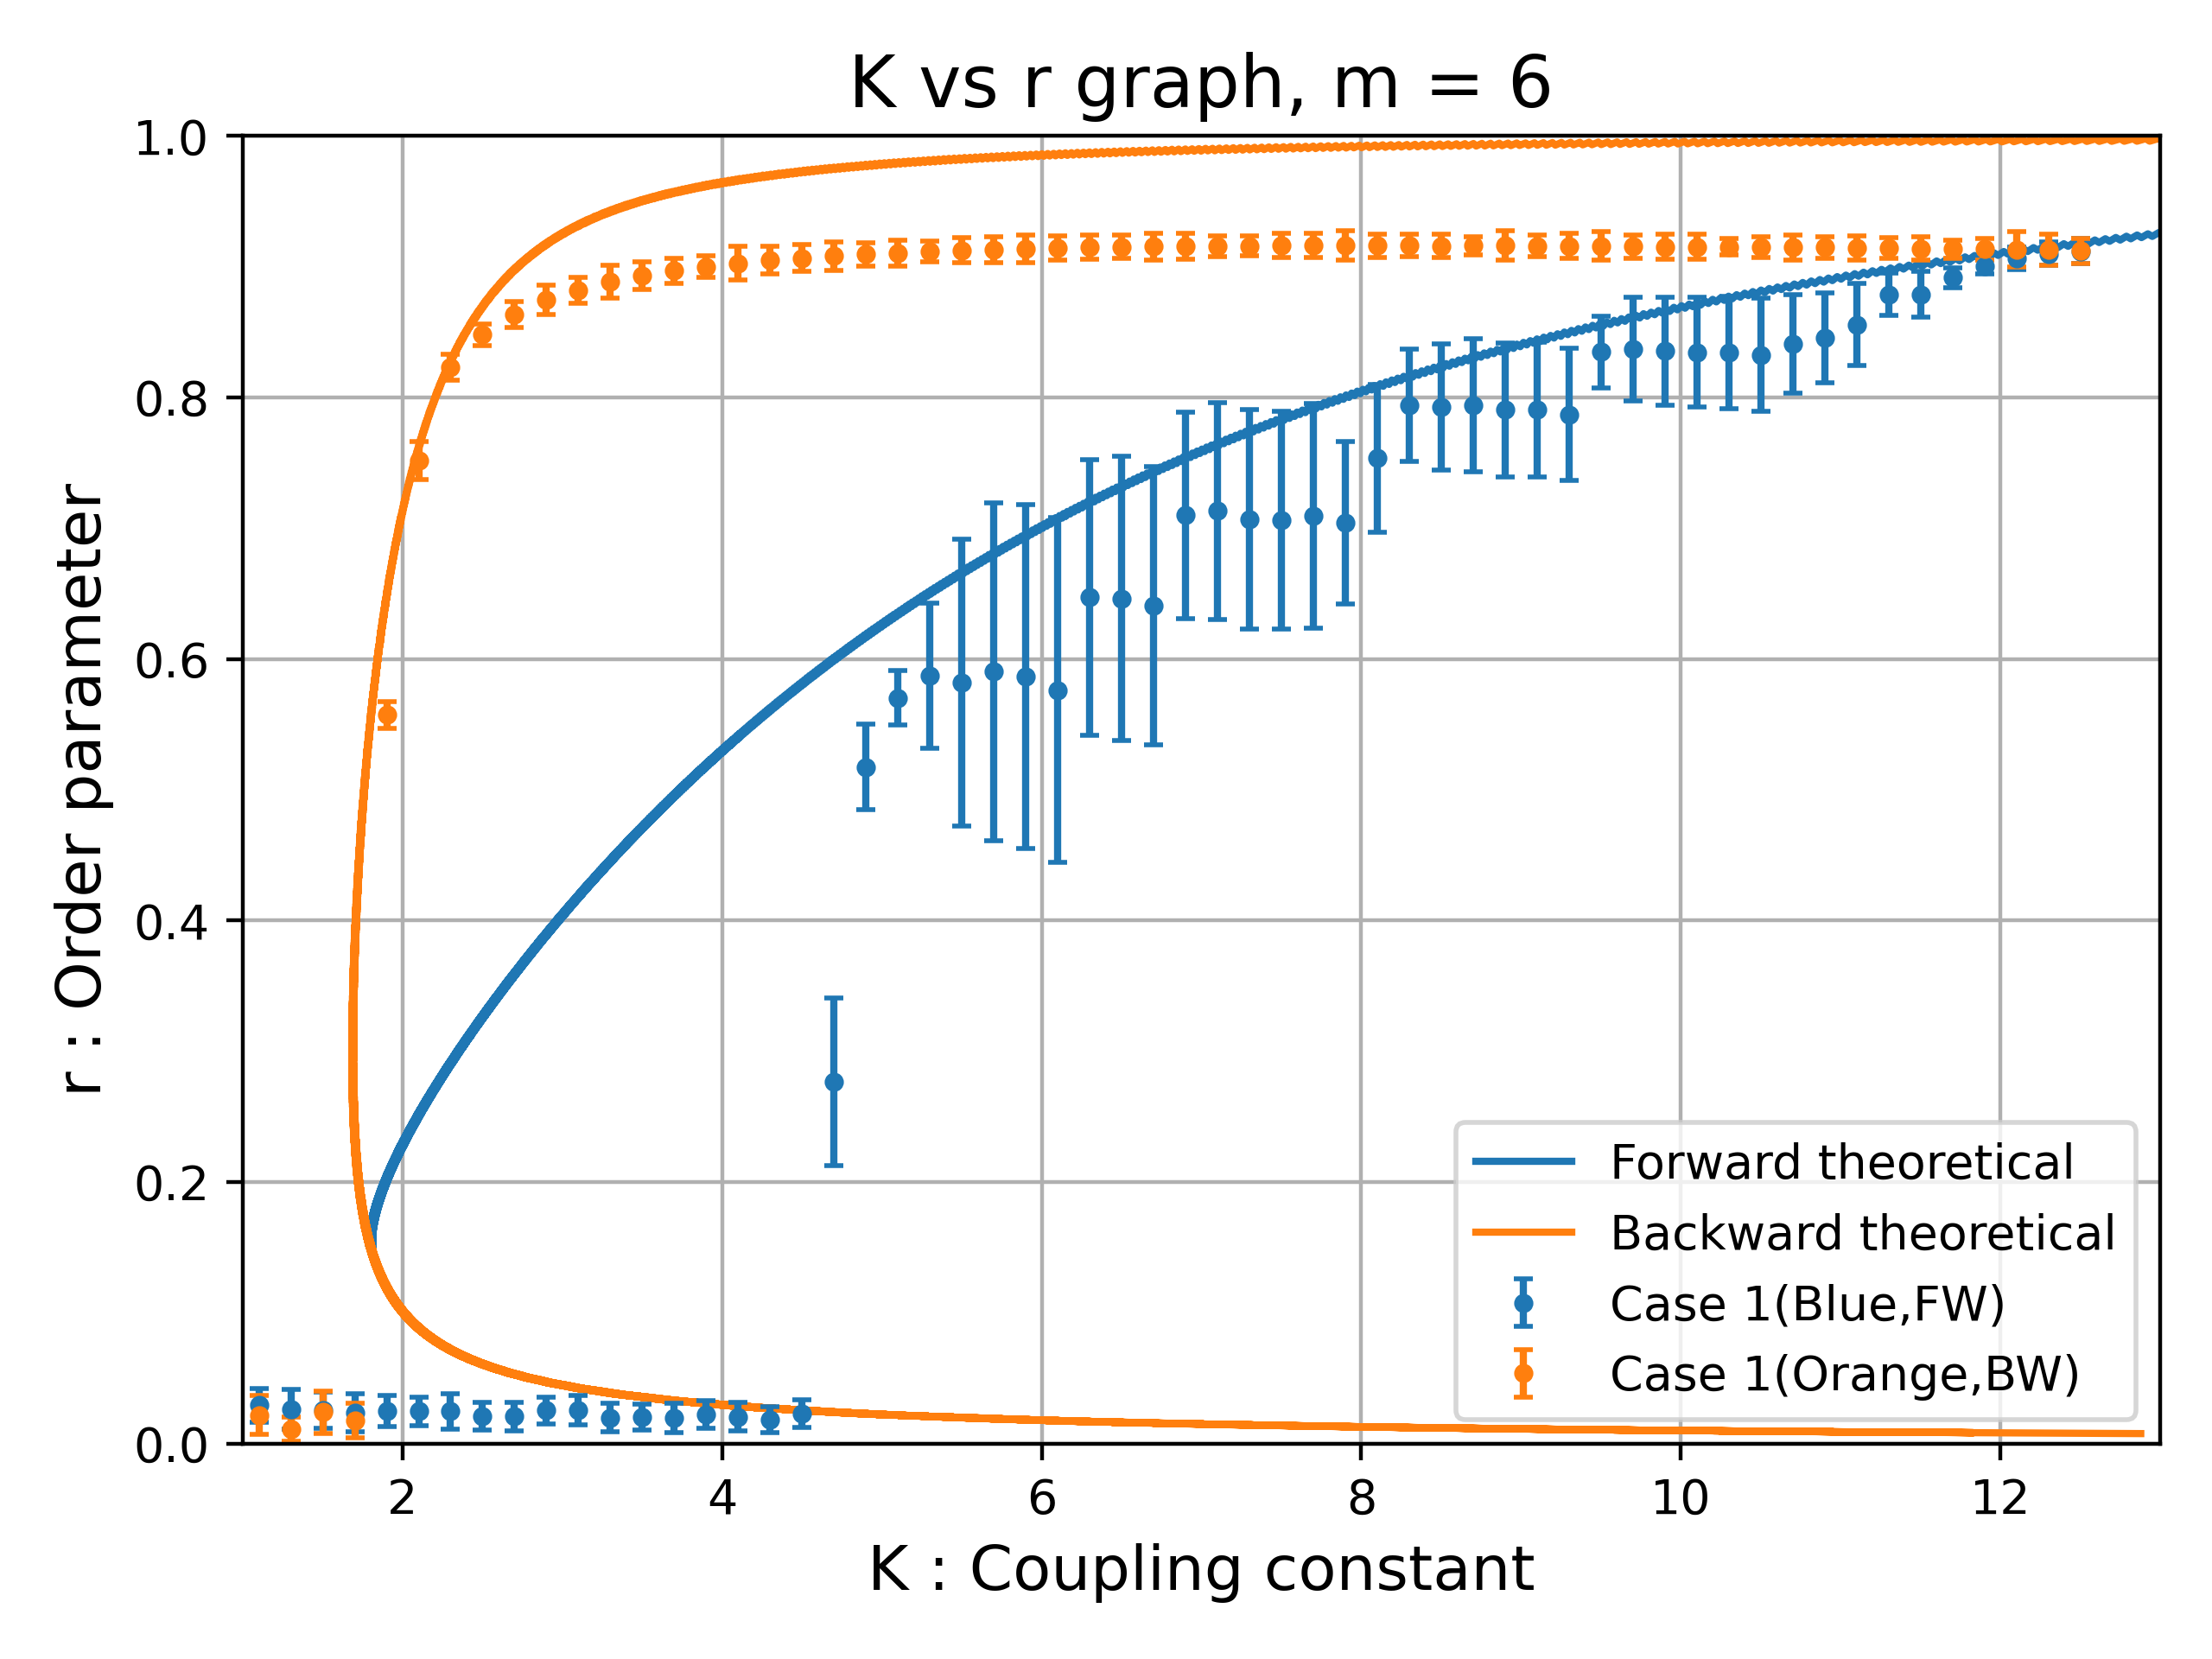 K vs r graph, m = 6
1.0
0.8
0.6
0.4
0.2
0.0
r : Order parameter
Forward theoretical
Backward theoretical
Case 1(Blue,FW)
Case 1(Orange,BW)
2 4 6 8 10 12
K : Coupling constant